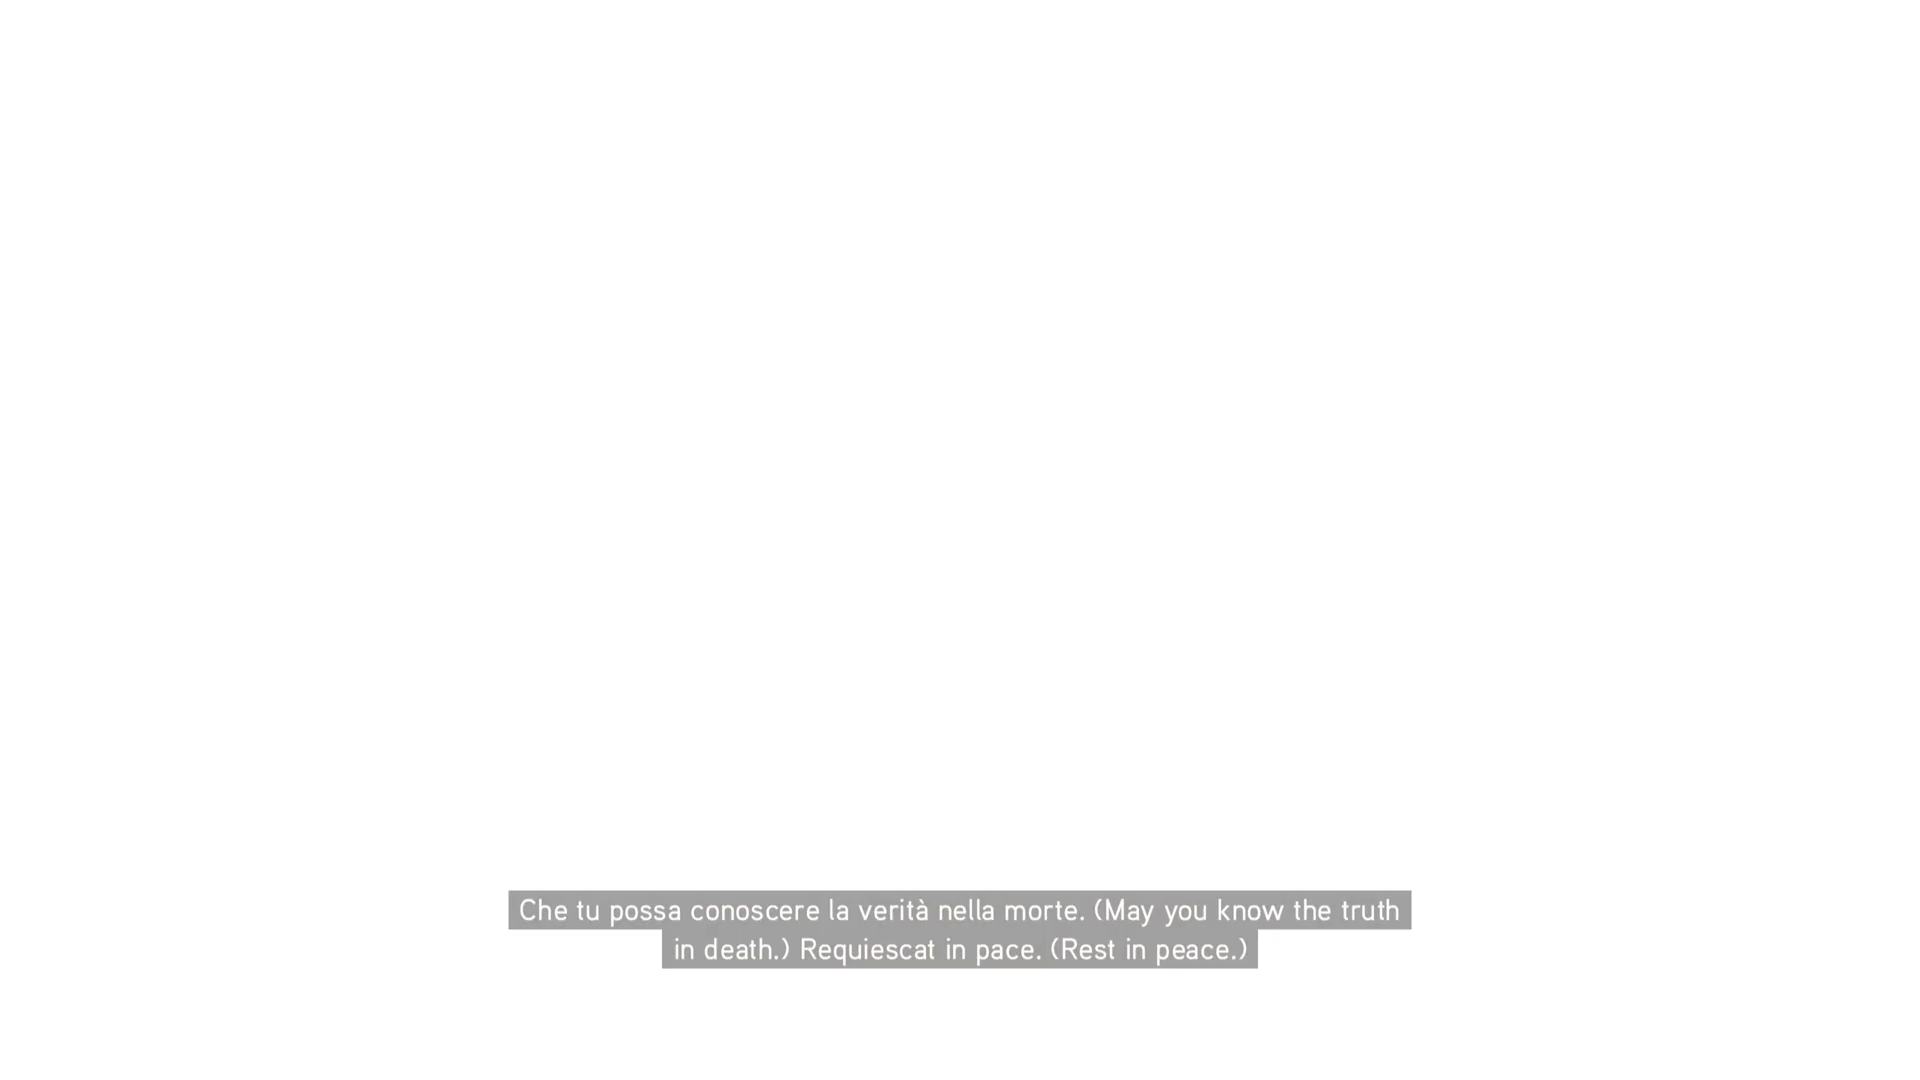 Che tu possa conoscere la verità nella morte. (May you know the truth
in death.) Requiescat in pace. (Rest in peace.)